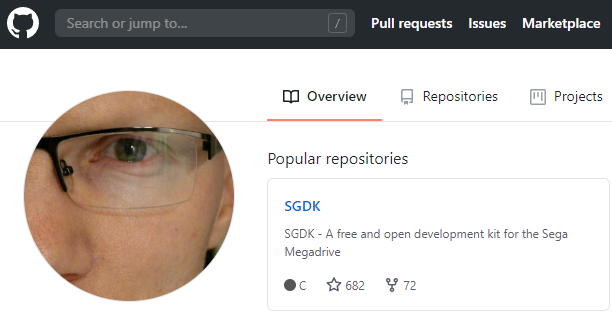 Search or jump to... /
Pull requests Issues Marketplace
Overview Repositories Projects
Popular repositories
SGDK
SGDK - A free and open development kit for the Sega
Megadrive
C 682 72